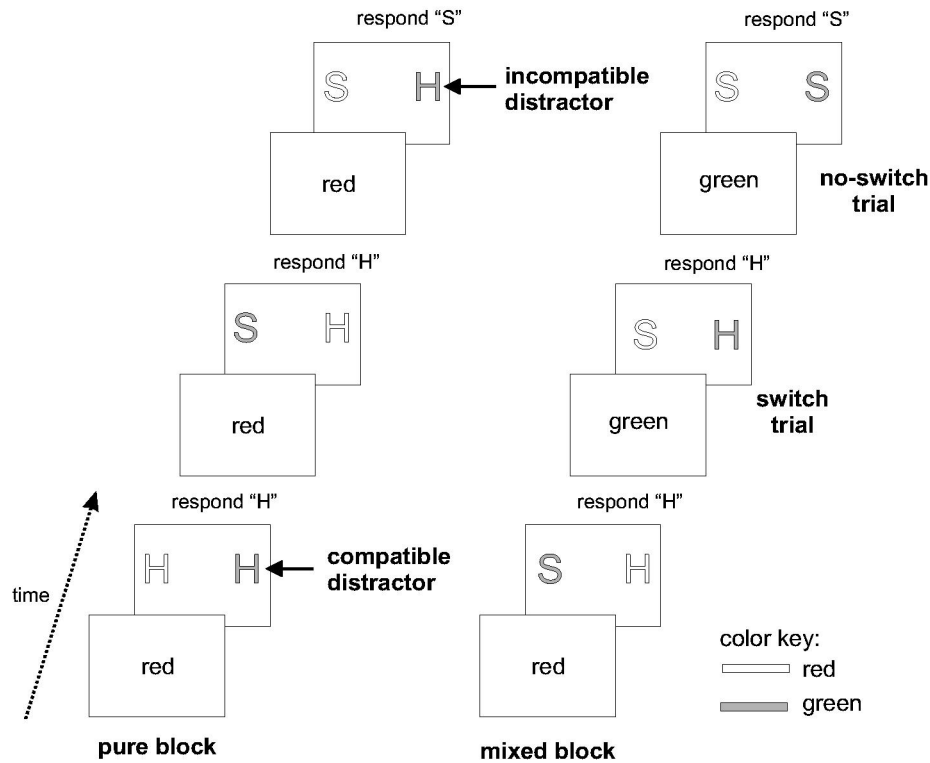 respond “S”
S H
incompatible
distractor
red
respond “S”
S S
green
no-switch
trial
respond “H”
S H
red
respond “H”
S H
green
switch
trial
time
respond “H”
H H
compatible
distractor
red
pure block
respond “H”
S H
red
mixed block
color key:
red
green